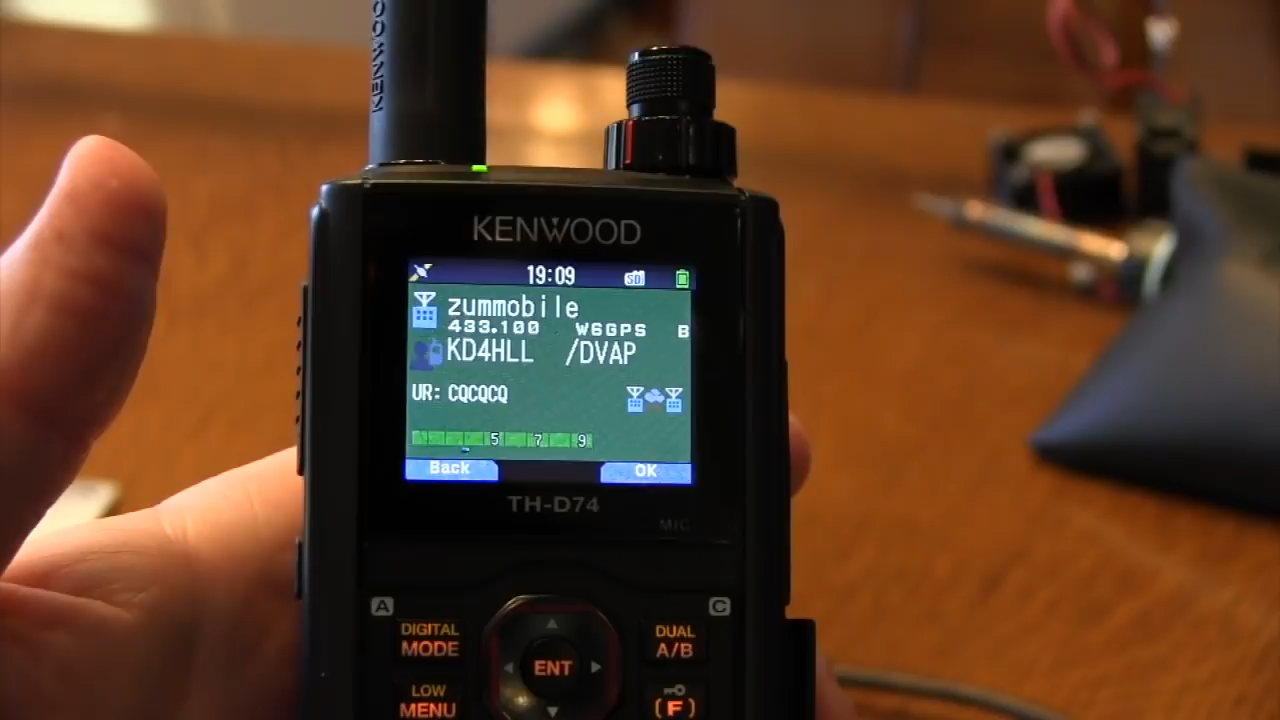 KENWOOD
KENWOOD
19:09 SD
zummobile
433.100 W6GPS B
KD4HLL /DVAP
UR: CQCQCQ
5 7 9
Back OK
TH-D74
MIC
A C
DIGITAL DUAL
MODE ENT A/B
LOW
MENU (F)